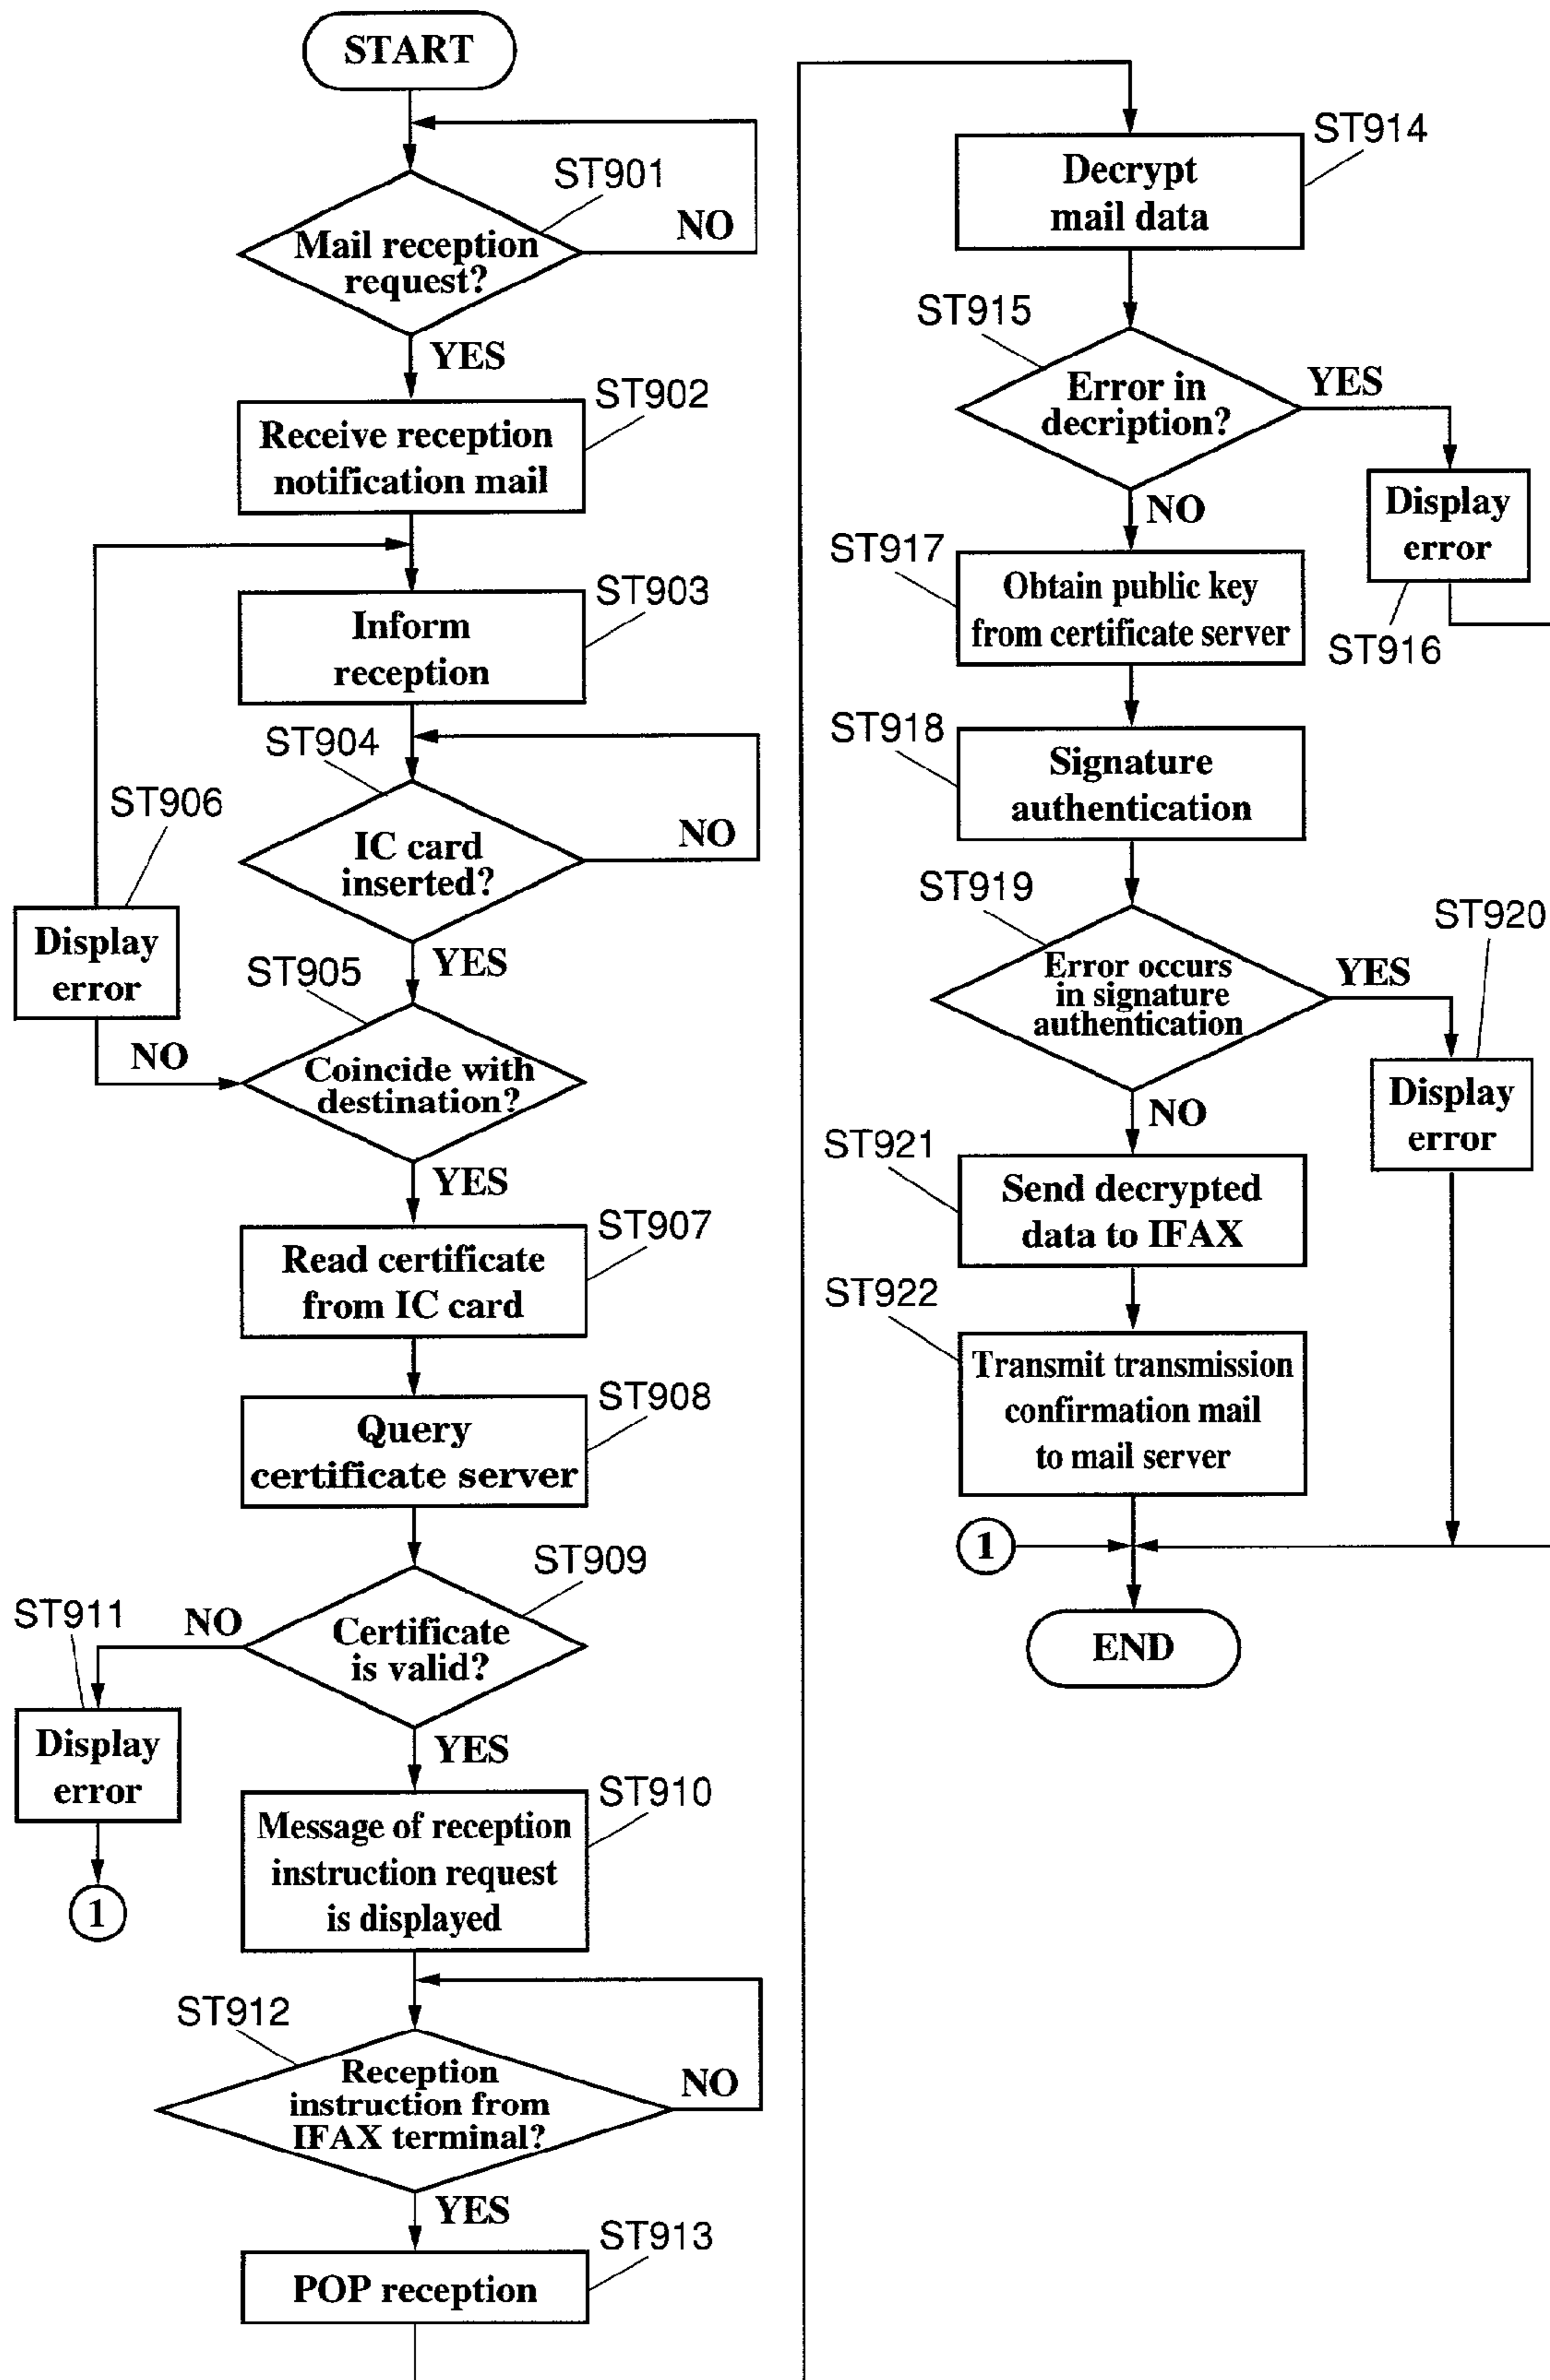 START
ST901
Mail reception
request?
NO
YES
ST902
Receive reception
notification mail
ST903
Inform
reception
ST904
IC card
inserted?
NO
YES
ST906
Display
error
NO
ST905
Coincide with
destination?
YES
ST907
Read certificate
from IC card
ST908
Query
certificate server
ST909
Certificate
is valid?
NO
ST911
Display
error
1
YES
ST910
Message of reception
instruction request
is displayed
ST912
Reception
instruction from
IFAX terminal?
NO
YES
ST913
POP reception
ST914
Decrypt
mail data
ST915
Error in
decription?
YES
Display
error
ST916
NO
ST917
Obtain public key
from certificate server
ST918
Signature
authentication
ST919
Error occurs
in signature
authentication
YES
ST920
Display
error
NO
ST921
Send decrypted
data to IFAX
ST922
Transmit transmission
confirmation mail
to mail server
1
END